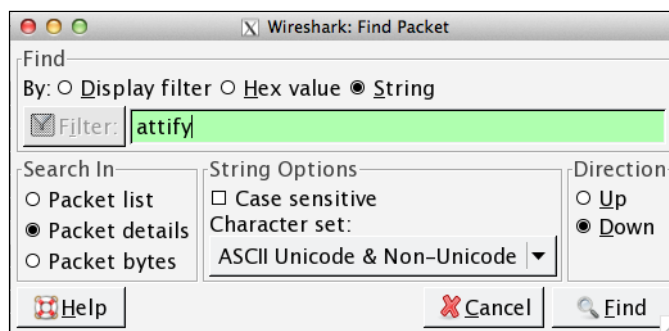 Wireshark: Find Packet
Find
By: Display filter Hex value String
Filter: attify
Search In
Packet list
Packet details
Packet bytes
String Options
Case sensitive
Character set:
ASCII Unicode & Non-Unicode
Direction
Up
Down
Help Cancel Find